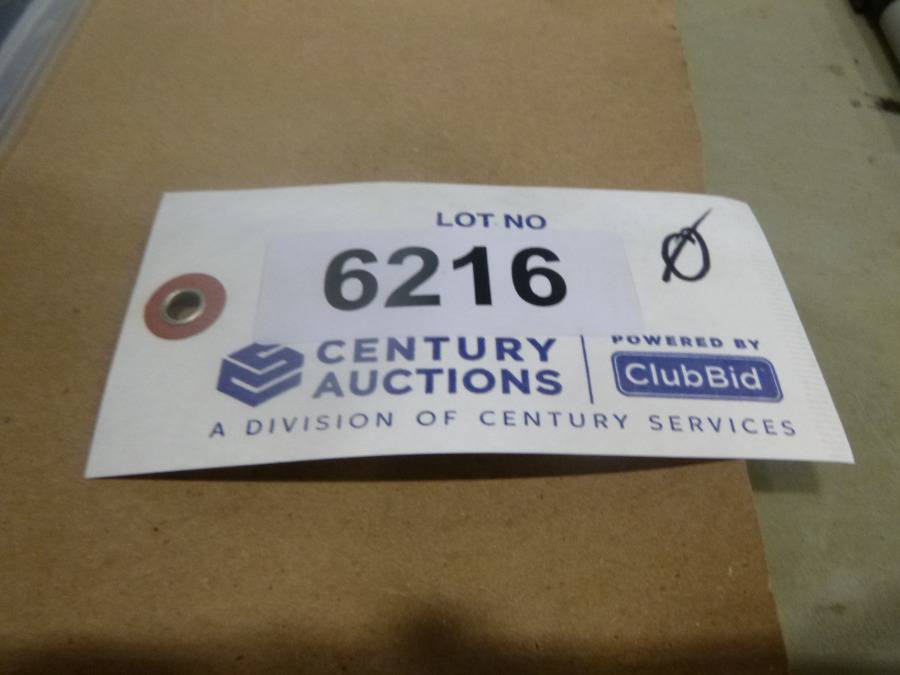 LOT NO
6216
Ø
CENTURY
AUCTIONS
POWERED BY
ClubBid
A DIVISION OF CENTURY SERVICES